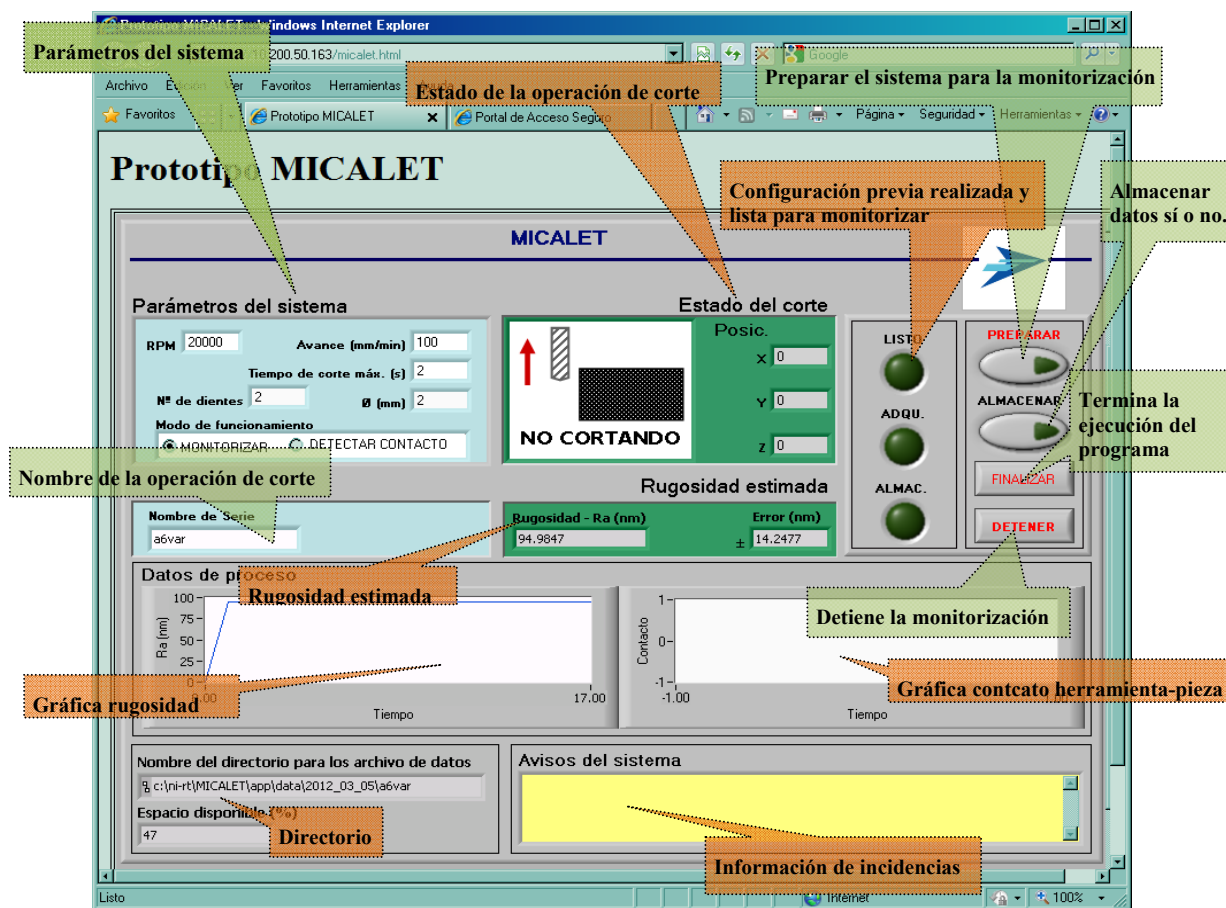 Prototipo MICALET - Windows Internet Explorer
Parámetros del sistema
200.50.163/micalet.html
Google
Preparar el sistema para la monitorización
Archivo Edición Ver Favoritos Herramientas Ayuda
Estado de la operación de corte
Favoritos
Prototipo MICALET
Portal de Acceso Seguro
Página
Seguridad
Herramientas
Prototipo MICALET
Configuración previa realizada y
lista para monitorizar
Almacenar
datos sí o no.
MICALET
Parámetros del sistema
RPM 20000
Avance (mm/min) 100
Tiempo de corte máx. (s) 2
Nº de dientes 2
Ø (mm) 2
Modo de funcionamiento
MONITORIZAR
DETECTAR CONTACTO
Estado del corte
NO CORTANDO
Posic.
X 0
Y 0
Z 0
LISTO
ADQU.
ALMAC.
PREPARAR
ALMACENAR
FINALIZAR
DETENER
Termina la
ejecución del
programa
Nombre de la operación de corte
Nombre de Serie
a6var
Rugosidad estimada
Rugosidad - Ra (nm)
94.9847
Error (nm)
± 14.2477
Rugosidad estimada
Detiene la monitorización
Datos de proceso
Ra (nm)
100
75
50
25
0
0.00
17.00
Tiempo
Gráfica rugosidad
Contacto
1
0
-1
-1.00
Tiempo
Gráfica contcato herramienta-pieza
Nombre del directorio para los archivo de datos
c:\ni-rt\MICALET\app\data\2012_03_05\a6var
Espacio disponible (%)
47
Directorio
Avisos del sistema
Información de incidencias
Listo
Internet
100%